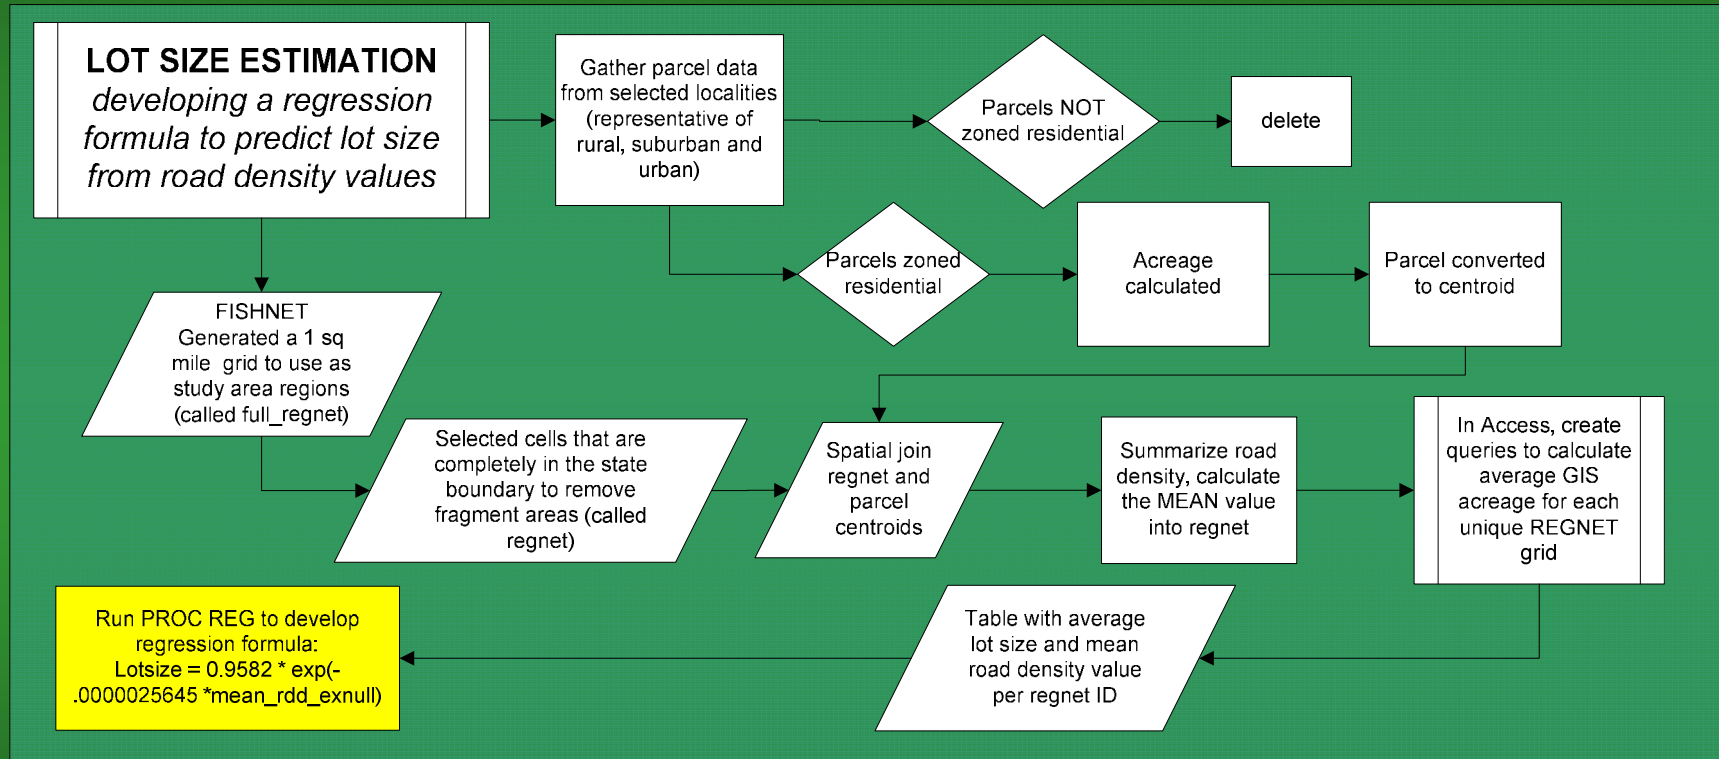 LOT SIZE ESTIMATION
developing a regression
formula to predict lot size
from road density values
Gather parcel data
from selected localities
(representative of
rural, suburban and
urban)
Parcels NOT
zoned residential
delete
Parcels zoned
residential
Acreage
calculated
Parcel converted
to centroid
FISHNET
Generated a 1 sq
mile  grid to use as
study area regions
(called full_regnet)
Selected cells that are
completely in the state
boundary to remove
fragment areas (called
regnet)
Spatial join
regnet and
parcel
centroids
Summarize road
density, calculate
the MEAN value
into regnet
In Access, create
queries to calculate
average GIS
acreage for each
unique REGNET
grid
Table with average
lot size and mean
road density value
per regnet ID
Run PROC REG to develop
regression formula:
Lotsize = 0.9582 * exp(-
.0000025645 *mean_rdd_exnull)